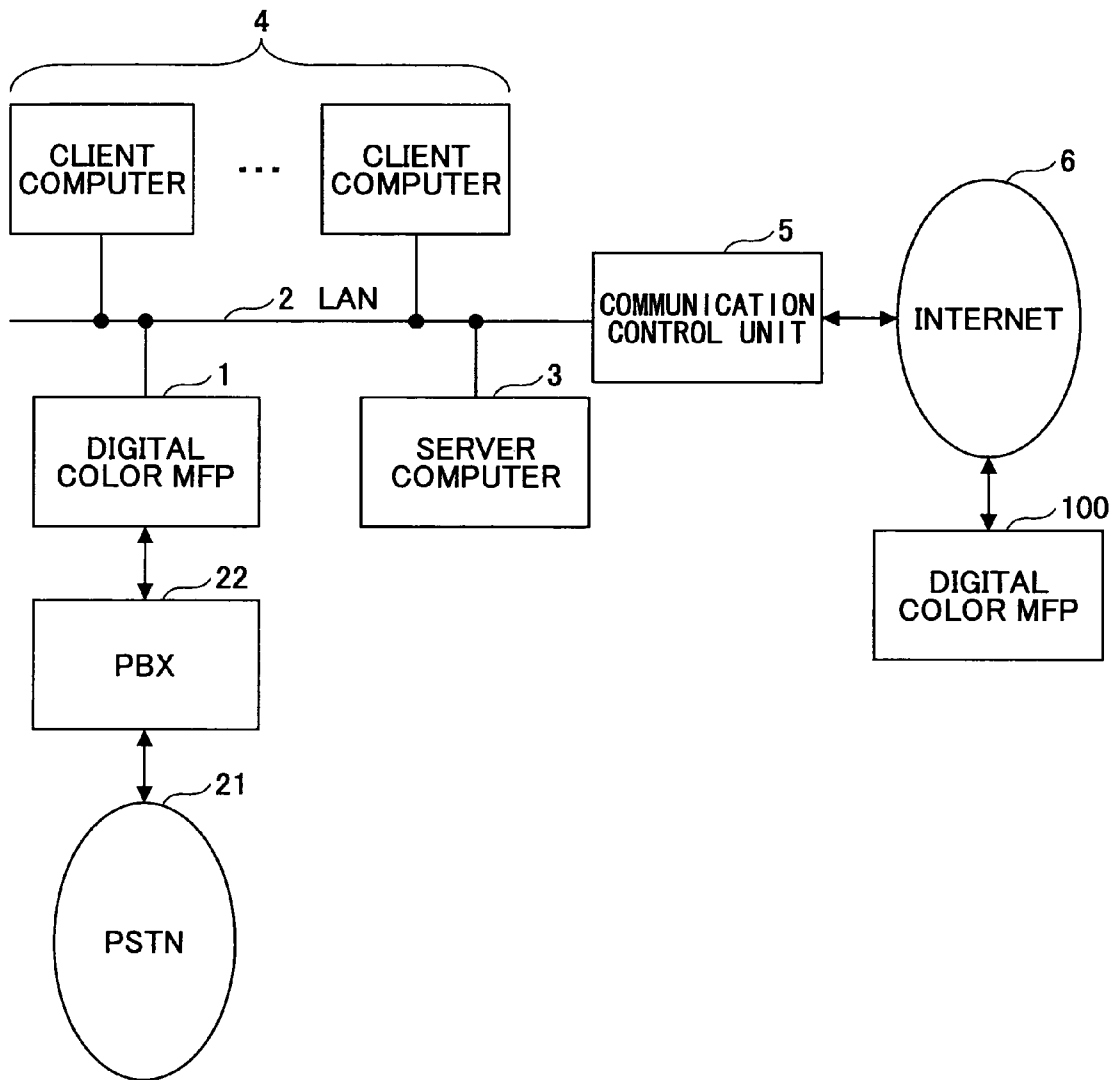 4
CLIENT
COMPUTER
...
CLIENT
COMPUTER
6
5
2 LAN
COMMUNICATION
CONTROL UNIT
INTERNET
1
3
DIGITAL
COLOR MFP
SERVER
COMPUTER
100
22
DIGITAL
COLOR MFP
PBX
21
PSTN